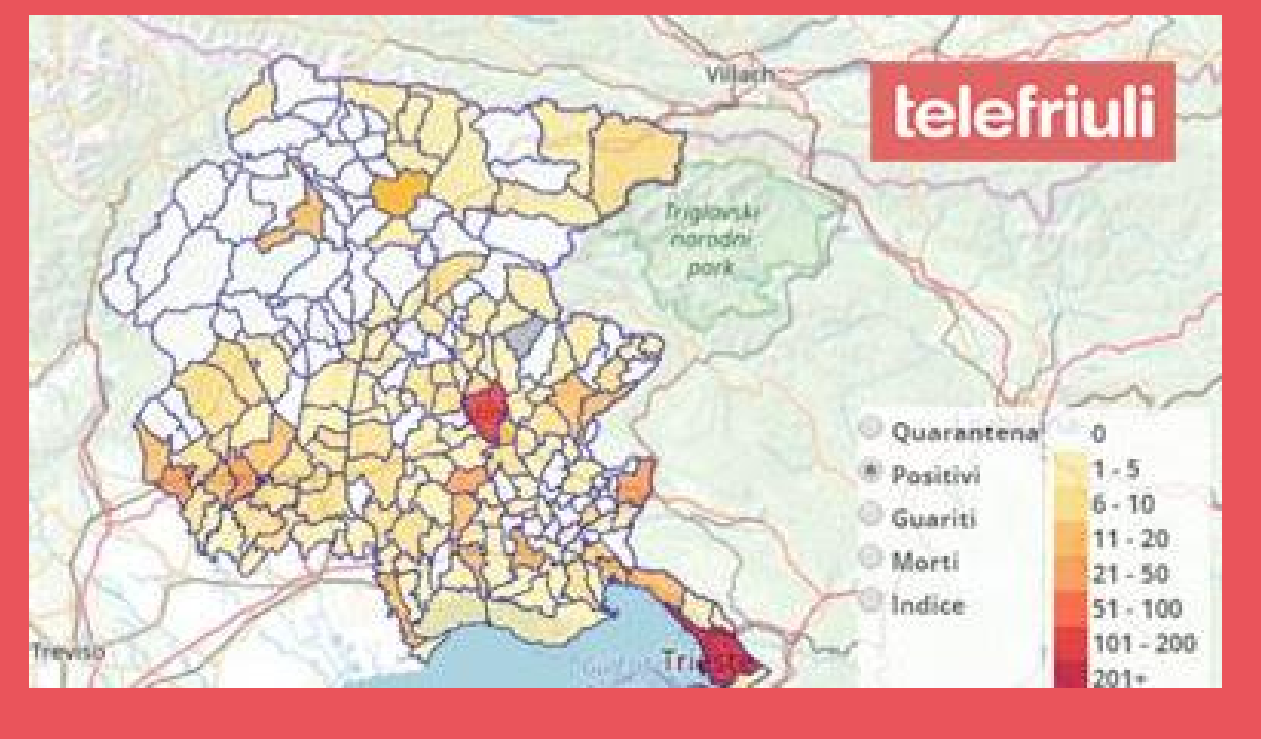 Villach
telefriuli
Triglavski
narodni
park
Quarantena
Positivi
Guariti
Morti
Indice
0
1 - 5
6 - 10
11 - 20
21 - 50
51 - 100
101 - 200
201+
Treviso
Trieste